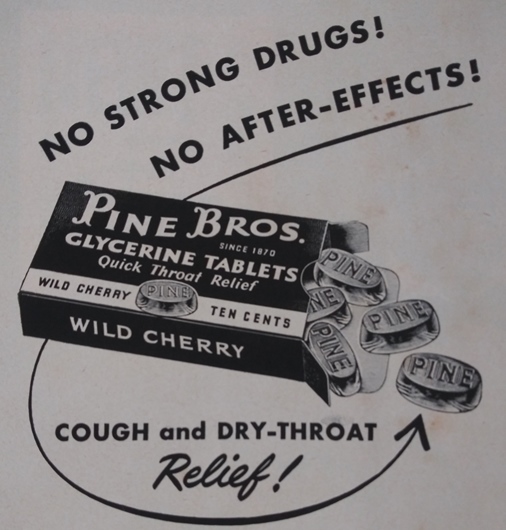 NO STRONG DRUGS!
NO AFTER-EFFECTS!
PINE BROS.
SINCE 1870
GLYCERINE TABLETS
Quick Throat Relief
WILD CHERRY PINE TEN CENTS
WILD CHERRY
PINE
NE
PINE
PINE
PINE
COUGH and DRY-THROAT
Relief!